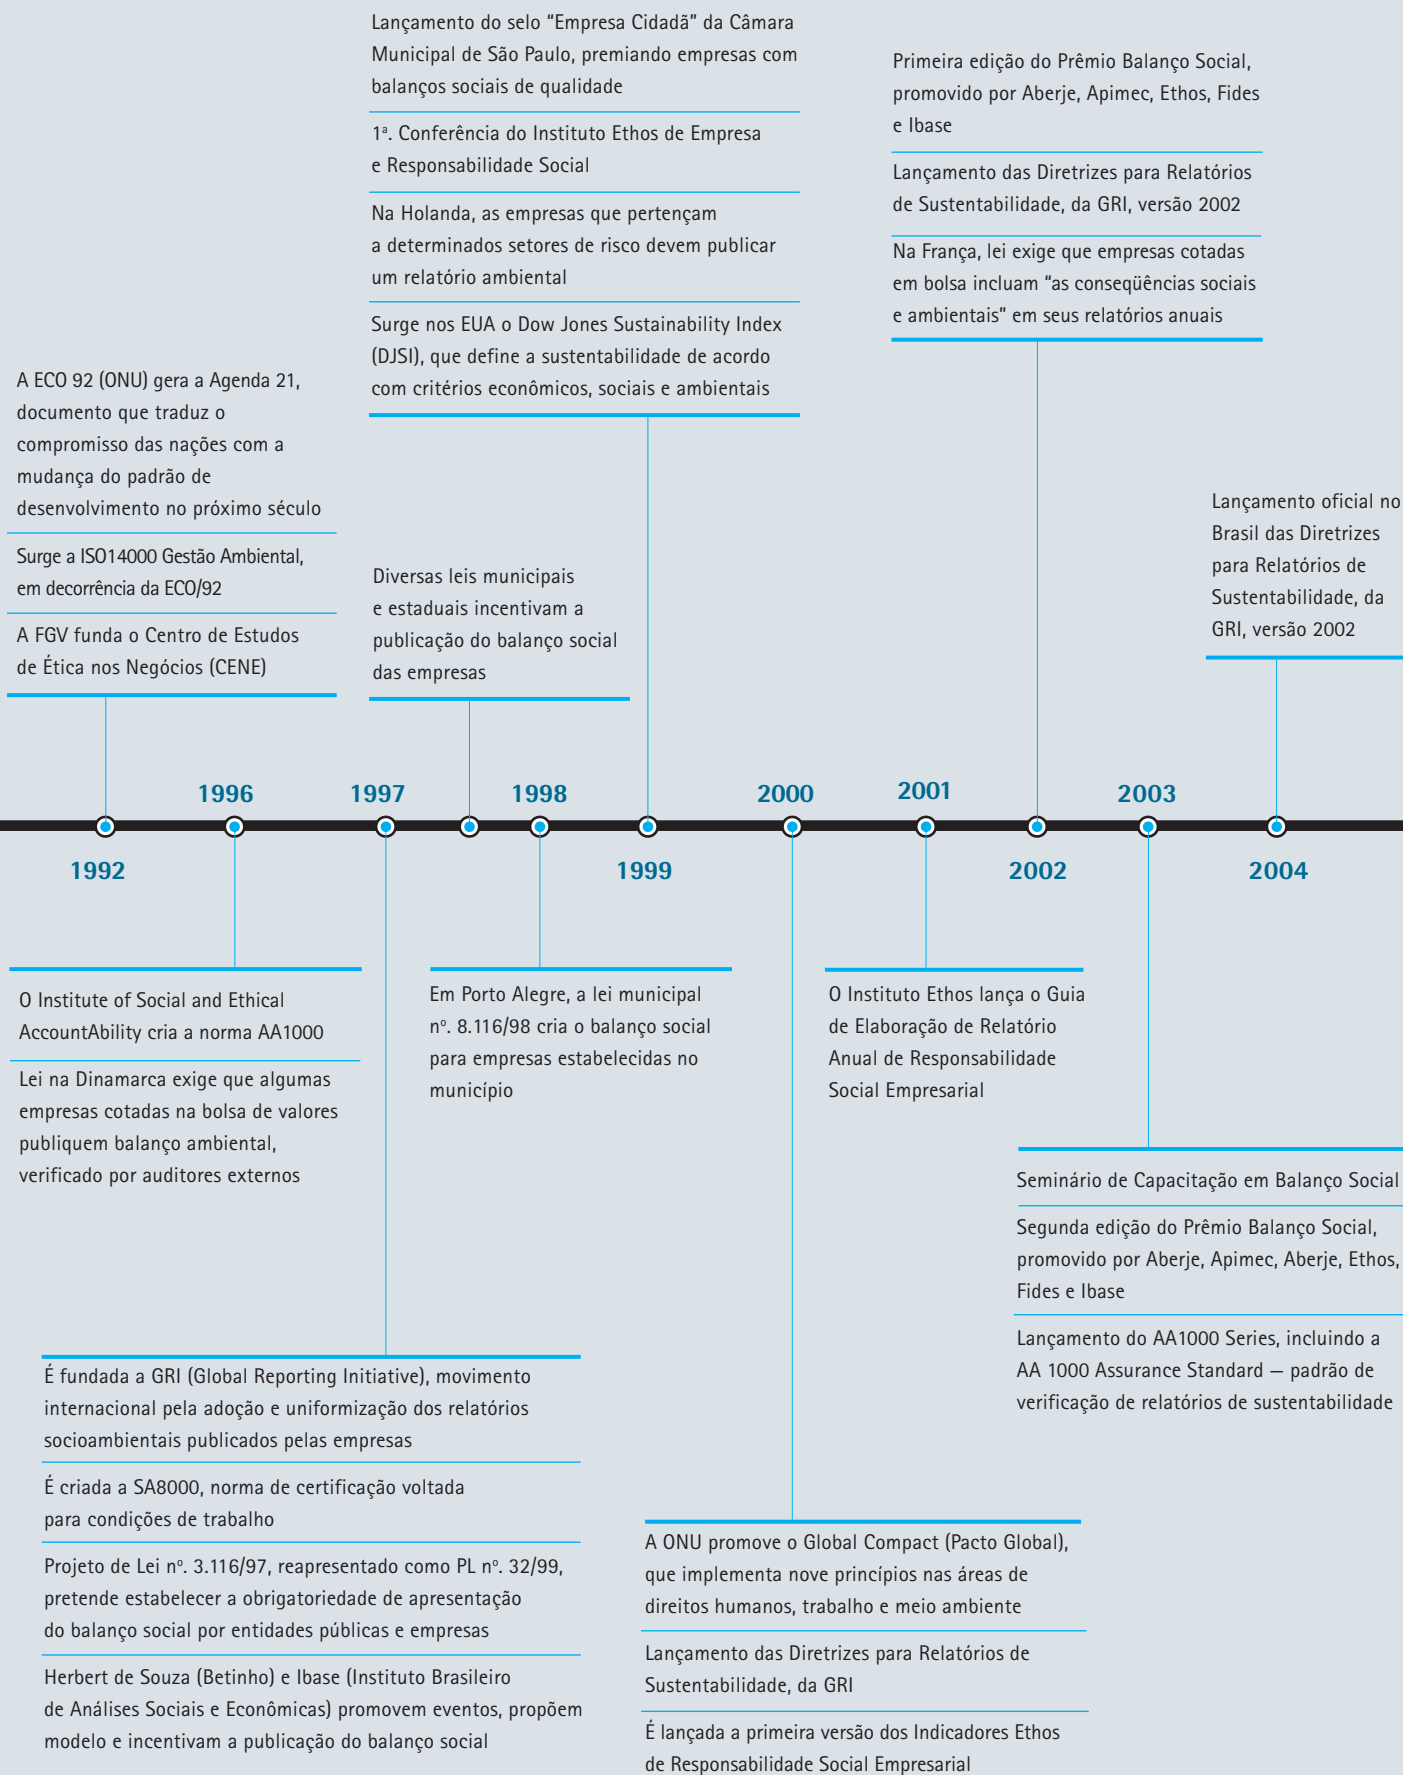 Lançamento do selo “Empresa Cidadã” da Câmara
Municipal de São Paulo, premiando empresas com
balanços sociais de qualidade
1ª. Conferência do Instituto Ethos de Empresa
e Responsabilidade Social
Na Holanda, as empresas que pertençam
a determinados setores de risco devem publicar
um relatório ambiental
Surge nos EUA o Dow Jones Sustainability Index
(DJSI), que define a sustentabilidade de acordo
com critérios econômicos, sociais e ambientais
Primeira edição do Prêmio Balanço Social,
promovido por Aberje, Apimec, Ethos, Fides
e Ibase
Lançamento das Diretrizes para Relatórios
de Sustentabilidade, da GRI, versão 2002
Na França, lei exige que empresas cotadas
em bolsa incluam “as conseqüências sociais
e ambientais” em seus relatórios anuais
A ECO 92 (ONU) gera a Agenda 21,
documento que traduz o
compromisso das nações com a
mudança do padrão de
desenvolvimento no próximo século
Surge a ISO14000 Gestão Ambiental,
em decorrência da ECO/92
A FGV funda o Centro de Estudos
de Ética nos Negócios (CENE)
Diversas leis municipais
e estaduais incentivam a
publicação do balanço social
das empresas
Lançamento oficial no
Brasil das Diretrizes
para Relatórios de
Sustentabilidade, da
GRI, versão 2002
1996
1997
1998
2000
2001
2003
1992
1999
2002
2004
O Institute of Social and Ethical
AccountAbility cria a norma AA1000
Lei na Dinamarca exige que algumas
empresas cotadas na bolsa de valores
publiquem balanço ambiental,
verificado por auditores externos
Em Porto Alegre, a lei municipal
nº. 8.116/98 cria o balanço social
para empresas estabelecidas no
município
O Instituto Ethos lança o Guia
de Elaboração de Relatório
Anual de Responsabilidade
Social Empresarial
Seminário de Capacitação em Balanço Social
Segunda edição do Prêmio Balanço Social,
promovido por Aberje, Apimec, Aberje, Ethos,
Fides e Ibase
Lançamento do AA1000 Series, incluindo a
AA 1000 Assurance Standard — padrão de
verificação de relatórios de sustentabilidade
É fundada a GRI (Global Reporting Initiative), movimento
internacional pela adoção e uniformização dos relatórios
socioambientais publicados pelas empresas
É criada a SA8000, norma de certificação voltada
para condições de trabalho
Projeto de Lei nº. 3.116/97, reapresentado como PL nº. 32/99,
pretende estabelecer a obrigatoriedade de apresentação
do balanço social por entidades públicas e empresas
Herbert de Souza (Betinho) e Ibase (Instituto Brasileiro
de Análises Sociais e Econômicas) promovem eventos, propõem
modelo e incentivam a publicação do balanço social
A ONU promove o Global Compact (Pacto Global),
que implementa nove princípios nas áreas de
direitos humanos, trabalho e meio ambiente
Lançamento das Diretrizes para Relatórios de
Sustentabilidade, da GRI
É lançada a primeira versão dos Indicadores Ethos
de Responsabilidade Social Empresarial